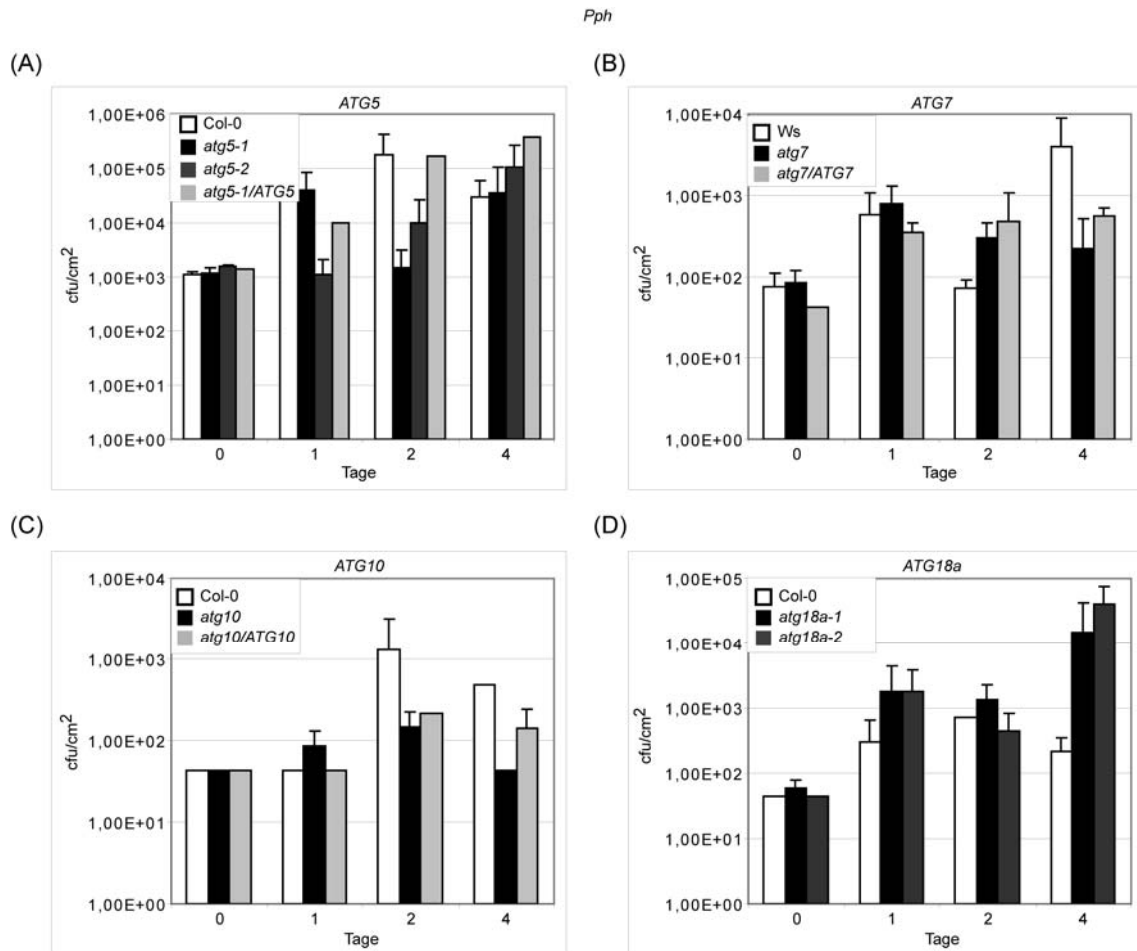 Pph
(A)
ATG5
1,00E+06
1,00E+05
1,00E+04
1,00E+03
1,00E+02
1,00E+01
1,00E+00
cfu/cm²
Col-0
atg5-1
atg5-2
atg5-1/ATG5
0 1 2 4
Tage
(B)
ATG7
1,00E+04
1,00E+03
1,00E+02
1,00E+01
1,00E+00
cfu/cm²
Ws
atg7
atg7/ATG7
0 1 2 4
Tage
(C)
ATG10
1,00E+04
1,00E+03
1,00E+02
1,00E+01
1,00E+00
cfu/cm²
Col-0
atg10
atg10/ATG10
0 1 2 4
Tage
(D)
ATG18a
1,00E+05
1,00E+04
1,00E+03
1,00E+02
1,00E+01
1,00E+00
cfu/cm²
Col-0
atg18a-1
atg18a-2
0 1 2 4
Tage